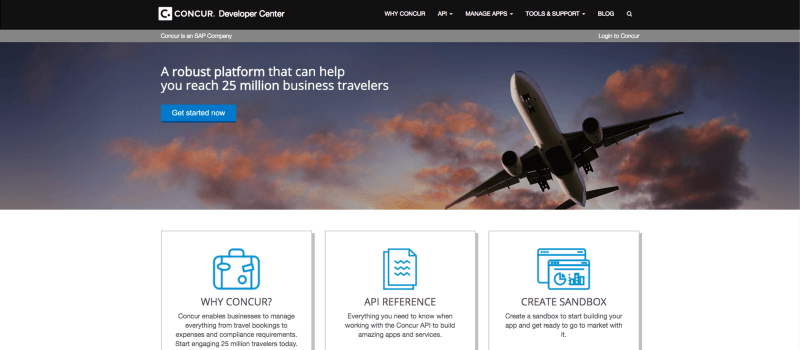 CONCUR. Developer Center
WHY CONCUR API MANAGE APPS TOOLS & SUPPORT BLOG
Concur is an SAP Company Login to Concur
A robust platform that can help
you reach 25 million business travelers
Get started now
WHY CONCUR?
Concur enables businesses to manage
everything from travel bookings to
expenses and compliance requirements.
Start engaging 25 million travelers today.
API REFERENCE
Everything you need to know when
working with the Concur API to build
amazing apps and services.
CREATE SANDBOX
Create a sandbox to start building your
app and get ready to go to market with
it.